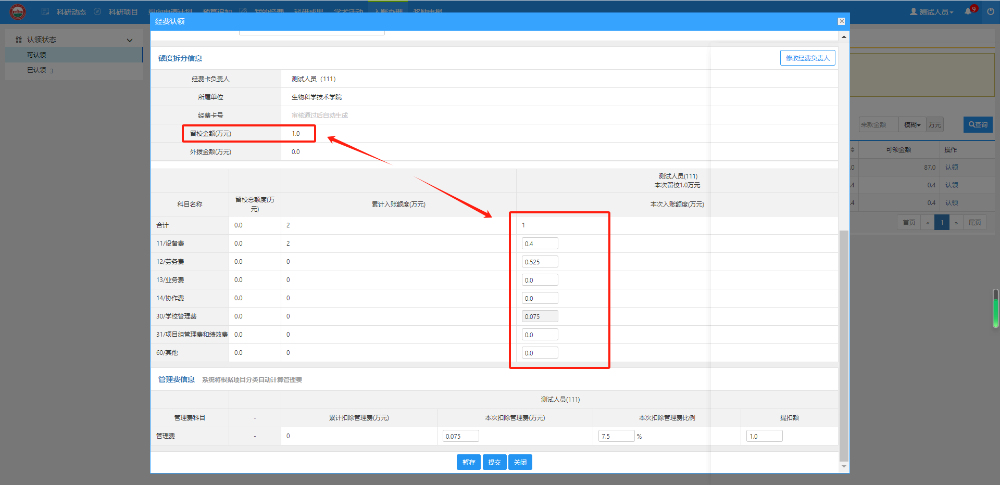 科研动态 科研项目 纵向申请计划 预算追加 我的经费 科研成果 学术活动 入账办理 奖励申报 测试人员 9
经费认领
认领状态
可认领
已认领 3
额度拆分信息 修改经费负责人
经费卡负责人 测试人员（111）
所属单位 生物科学技术学院
经费卡号 审核通过后自动生成
留校金额(万元) 1.0
外拨金额(万元) 0.0
测试人员(111)
本次留校1.0万元
科目名称 留校总额度(万
元) 累计入账额度(万元) 本次入账额度(万元)
合计 0.0 2 1
11/设备费 0.0 2 0.4
12/劳务费 0.0 0 0.525
13/业务费 0.0 0 0.0
14/协作费 0.0 0 0.0
30/学校管理费 0.0 0 0.075
31/项目组管理费和绩效费 0.0 0 0.0
60/其他 0.0 0 0.0
管理费信息 系统将根据项目分类自动计算管理费
测试人员(111)
管理费科目 - 累计扣除管理费(万元) 本次扣除管理费(万元) 本次扣除管理费比例 提扣额
管理费 - 0 0.075 7.5 % 1.0
暂存 提交 关闭
来款金额 模糊 万元 查询
可领金额 操作
.0 87.0 认领
.4 0.4 认领
.4 0.4 认领
首页 « 1 » 尾页